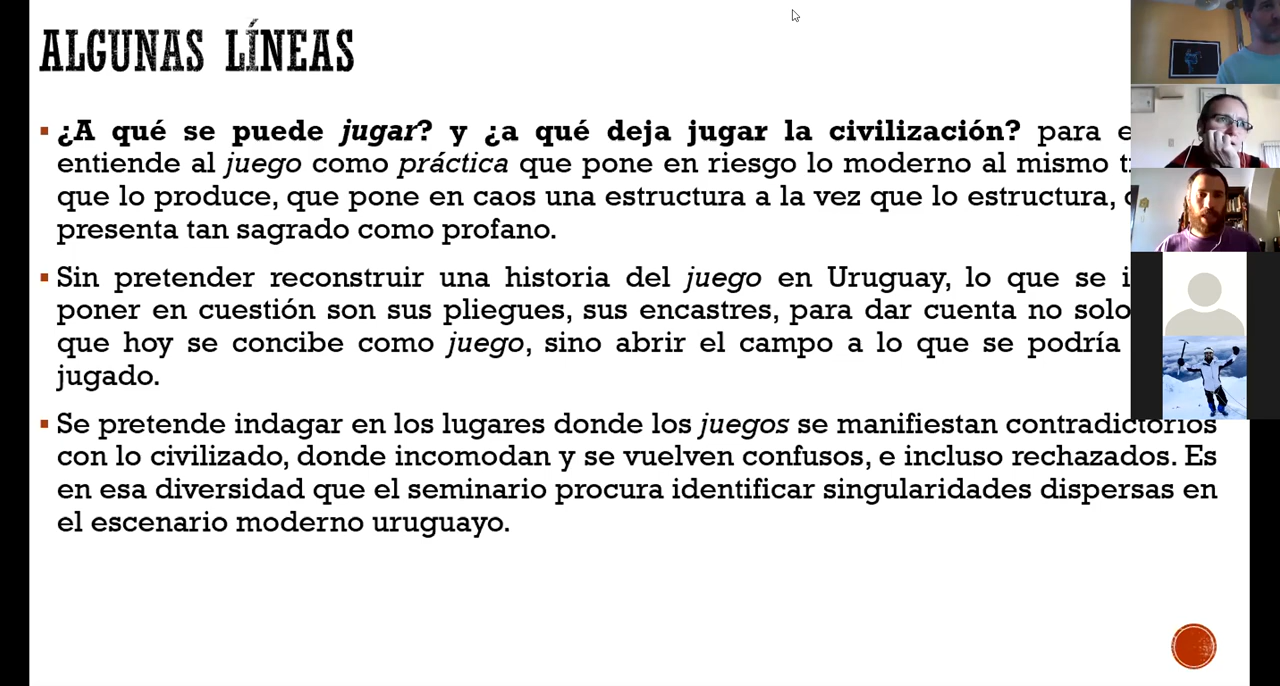 ALGUNAS LÍNEAS
▪ ¿A qué se puede jugar? y ¿a qué deja jugar la civilización? para
entiende al juego como práctica que pone en riesgo lo moderno al mismo
que lo produce, que pone en caos una estructura a la vez que lo estructura,
presenta tan sagrado como profano.
▪ Sin pretender reconstruir una historia del juego en Uruguay, lo que se
poner en cuestión son sus pliegues, sus encastres, para dar cuenta no solo
que hoy se concibe como juego, sino abrir el campo a lo que se podría
jugado.
▪ Se pretende indagar en los lugares donde los juegos se manifiestan contradictorios
con lo civilizado, donde incomodan y se vuelven confusos, e incluso rechazados. Es
en esa diversidad que el seminario procura identificar singularidades dispersas en
el escenario moderno uruguayo.